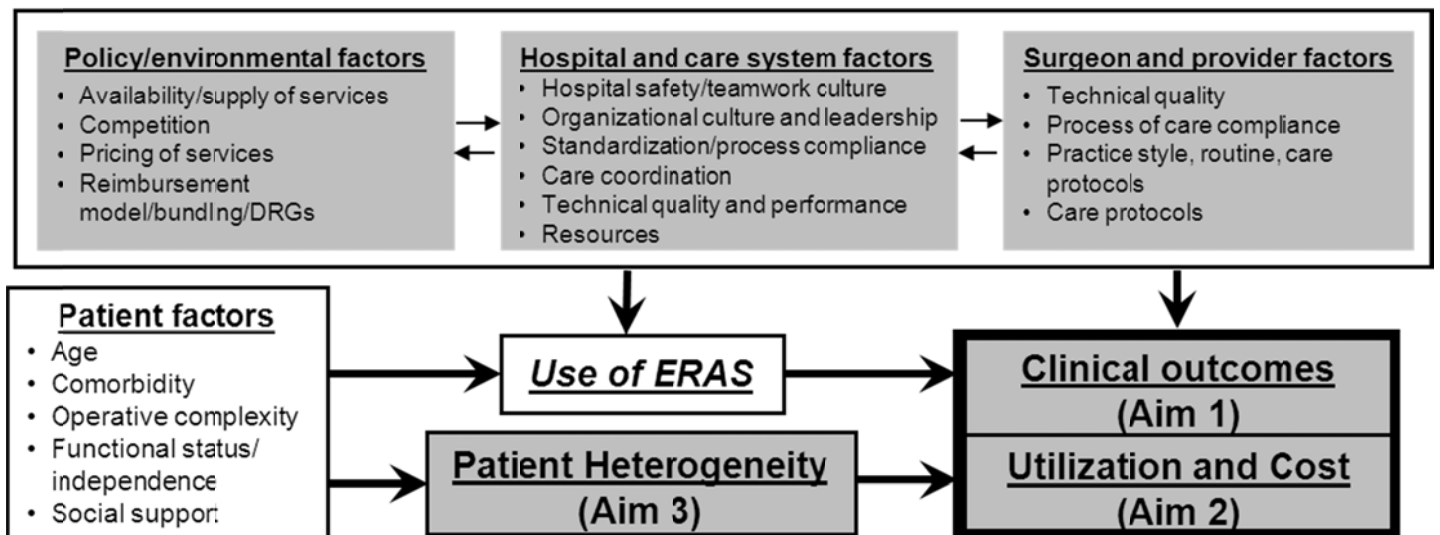 Policy/environmental factors
• Availability/supply of services
• Competition
• Pricing of services
• Reimbursement
model/bundling/DRGs
Hospital and care system factors
• Hospital safety/teamwork culture
• Organizational culture and leadership
• Standardization/process compliance
• Care coordination
• Technical quality and performance
• Resources
Surgeon and provider factors
• Technical quality
• Process of care compliance
• Practice style, routine, care
protocols
• Care protocols
Patient factors
• Age
• Comorbidity
• Operative complexity
• Functional status/
independence
• Social support
Use of ERAS
Patient Heterogeneity
(Aim 3)
Clinical outcomes
(Aim 1)
Utilization and Cost
(Aim 2)